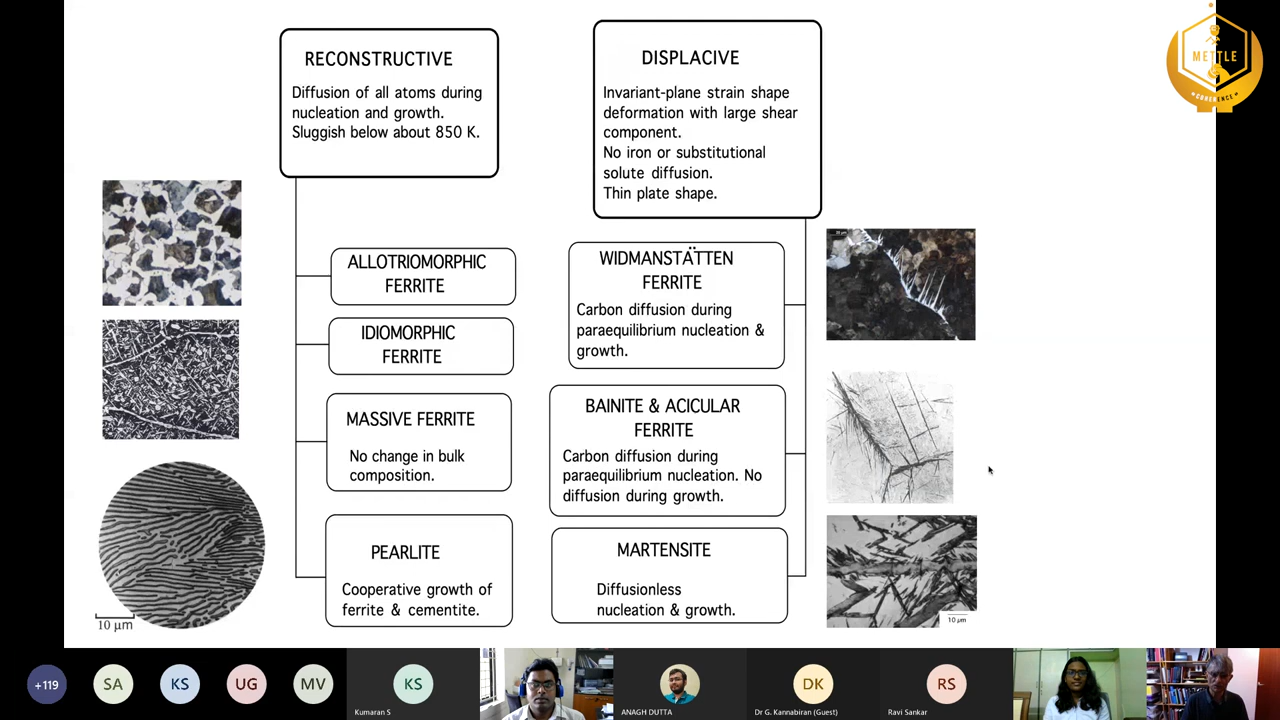 RECONSTRUCTIVE
Diffusion of all atoms during
nucleation and growth.
Sluggish below about 850 K.
DISPLACIVE
Invariant-plane strain shape
deformation with large shear
component.
No iron or substitutional
solute diffusion.
Thin plate shape.
METTLE
COHERENCE
ALLOTRIOMORPHIC
FERRITE
IDIOMORPHIC
FERRITE
MASSIVE FERRITE
No change in bulk
composition.
PEARLITE
Cooperative growth of
ferrite & cementite.
WIDMANSTÄTTEN
FERRITE
Carbon diffusion during
paraequilibrium nucleation &
growth.
BAINITE & ACICULAR
FERRITE
Carbon diffusion during
paraequilibrium nucleation. No
diffusion during growth.
MARTENSITE
Diffusionless
nucleation & growth.
10 µm
10 µm
+119
SA
KS
UG
MV
KS
Kumaran S
ANAGH DUTTA
DK
Dr G. Kannabiran (Guest)
RS
Ravi Sankar